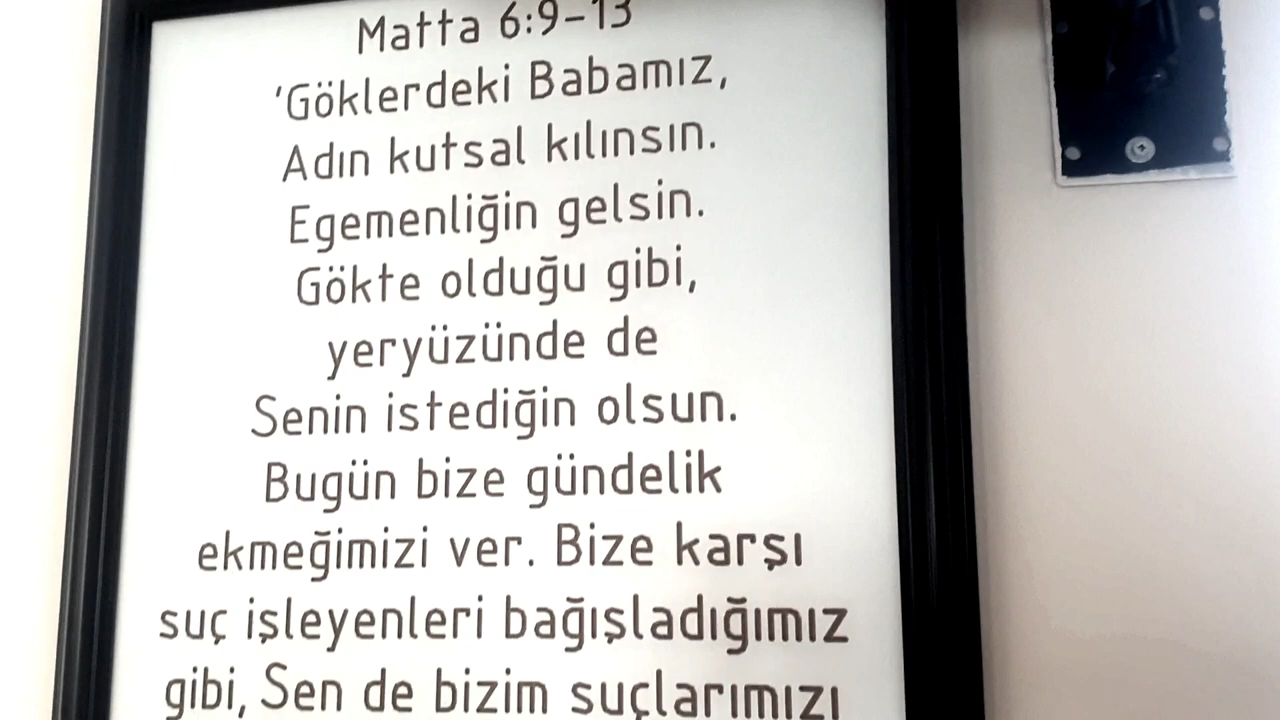 Matta 6:9-13
'Göklerdeki Babamız,
Adın kutsal kılınsın.
Egemenliğin gelsin.
Gökte olduğu gibi,
yeryüzünde de
Senin istediğin olsun.
Bugün bize gündelik
ekmeğimizi ver. Bize karşı
suç işleyenleri bağışladığımız
gibi, Sen de bizim suçlarımızı